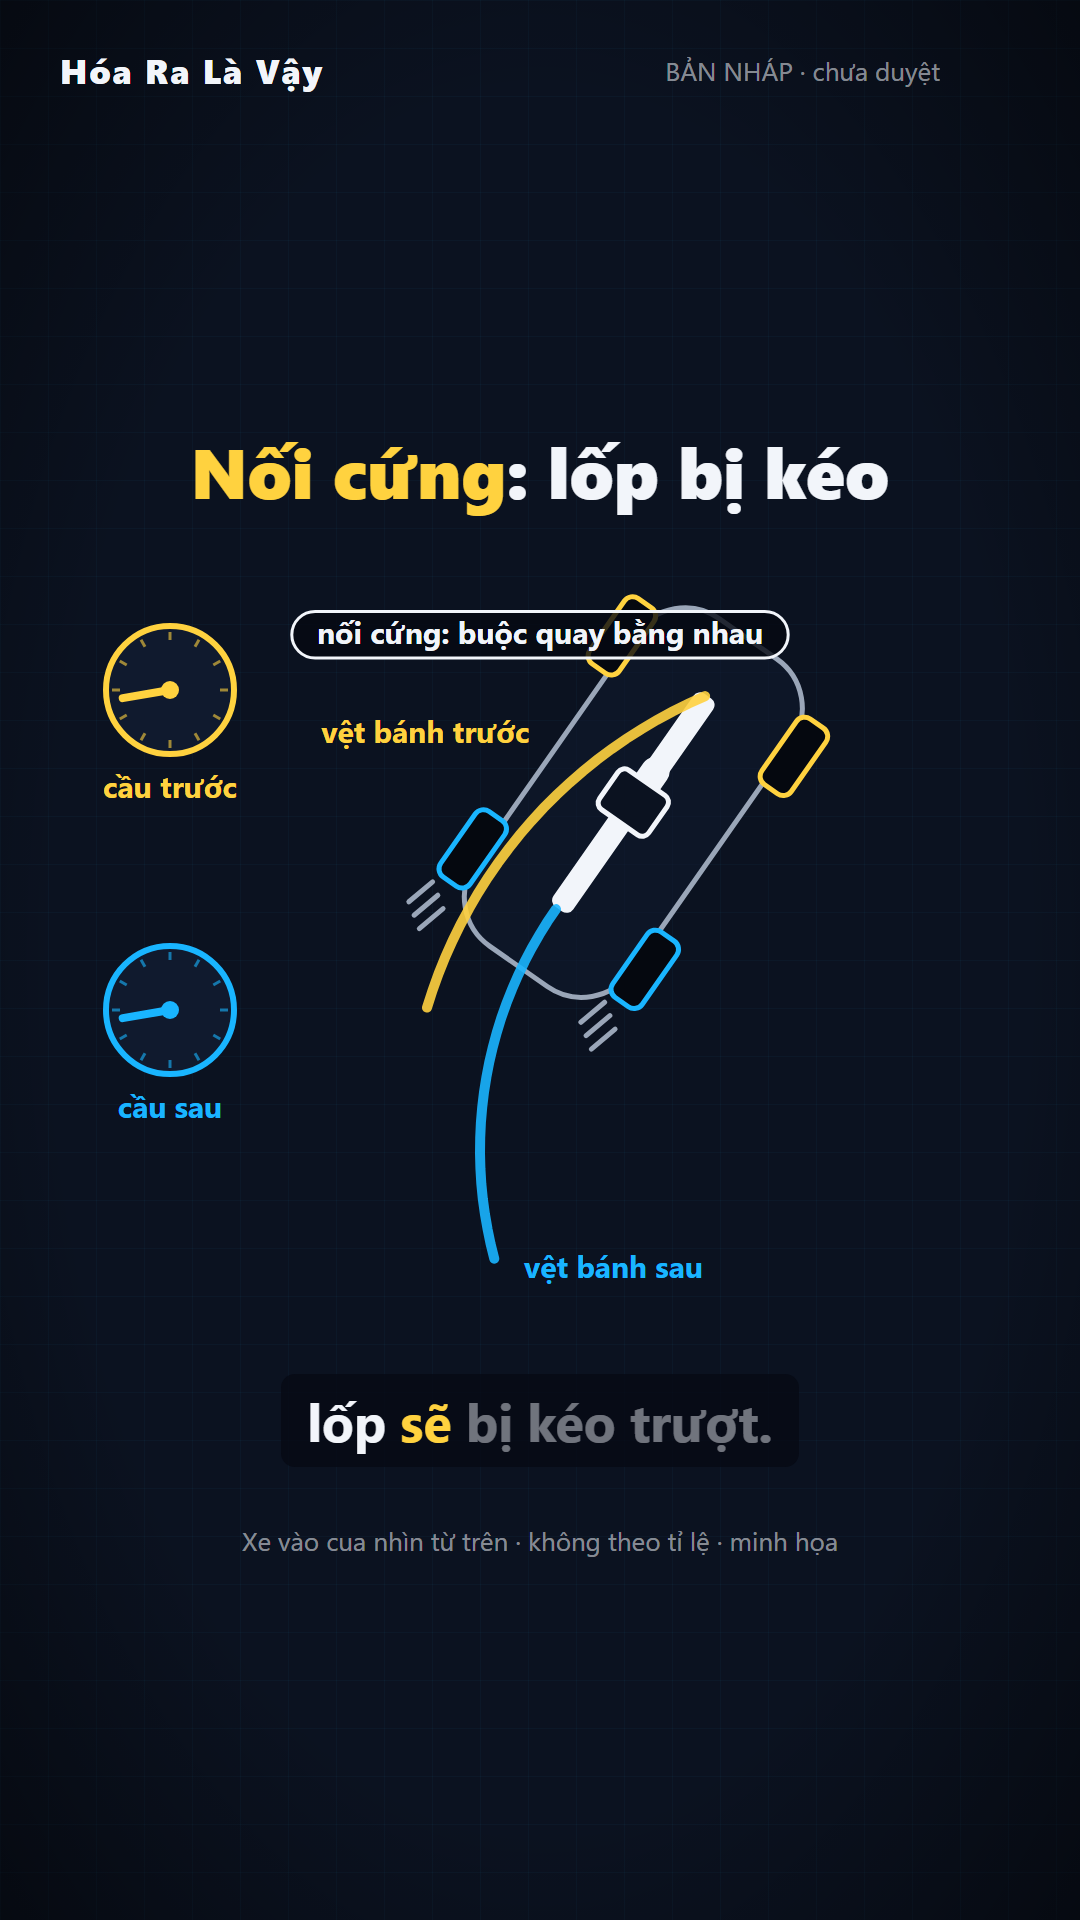 Hóa Ra Là Vậy
BẢN NHÁP · chưa duyệt
Nối cứng: lốp bị kéo
nối cứng: buộc quay bằng nhau
vệt bánh trước
cầu trước
cầu sau
vệt bánh sau
lốp sẽ bị kéo trượt.
Xe vào cua nhìn từ trên · không theo tỉ lệ · minh họa